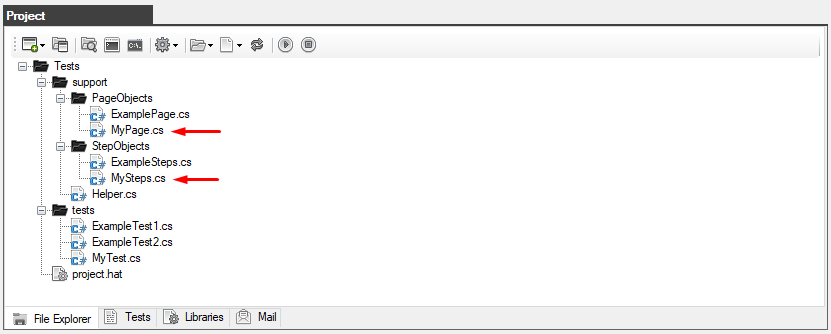 Project
Tests
support
PageObjects
ExamplePage.cs
MyPage.cs
StepObjects
ExampleSteps.cs
MySteps.cs
Helper.cs
tests
ExampleTest1.cs
ExampleTest2.cs
MyTest.cs
project.hat
File Explorer Tests Libraries Mail